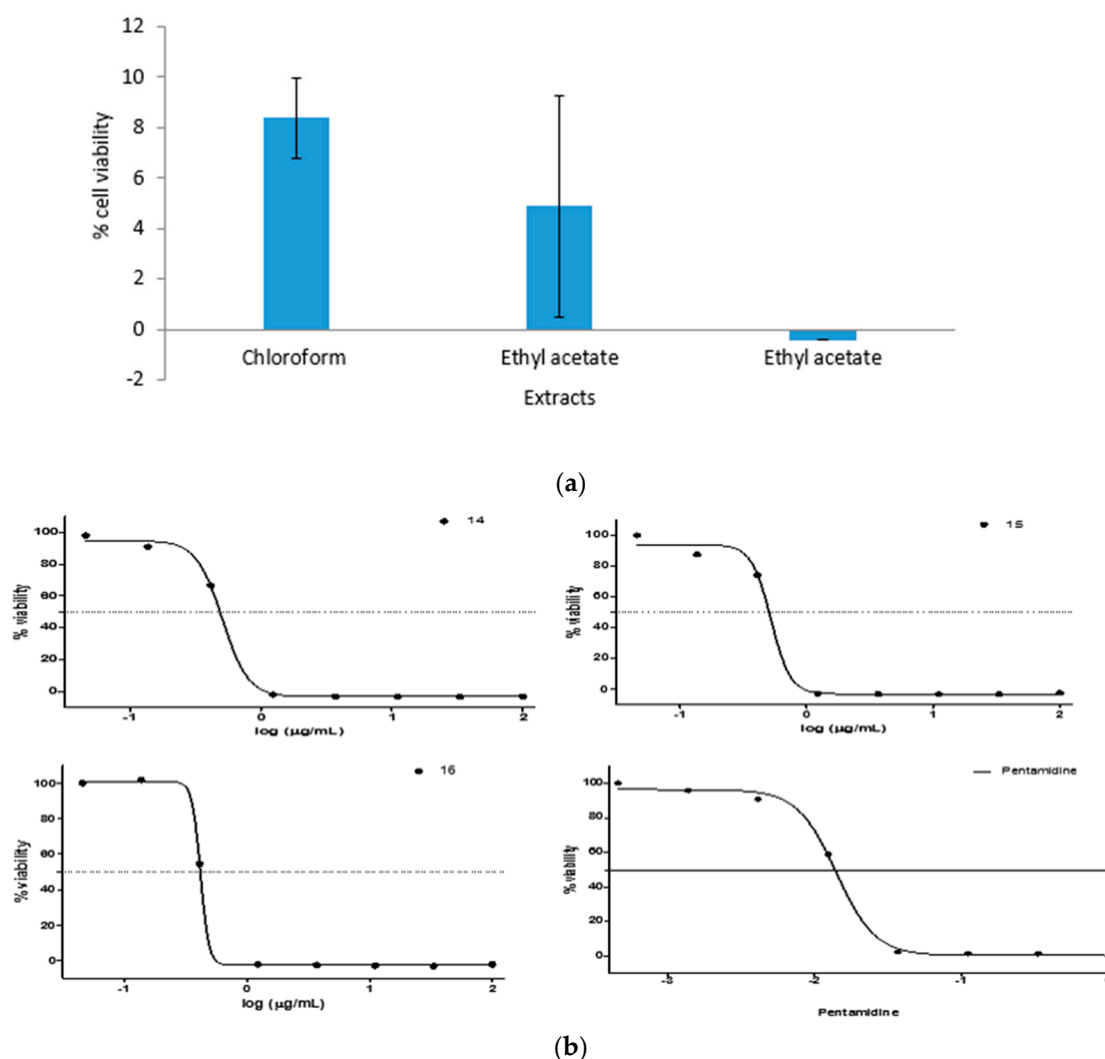 12
10
8
6
4
2
0
-2
% cell viability
Chloroform Ethyl acetate Ethyl acetate
Extracts
(a)
14
100
80
60
40
20
0
% viability
-1 0 1 2
log (μg/mL)
15
100
80
60
40
20
0
% viability
-1 0 1 2
log (μg/mL)
16
100
80
60
40
20
0
% viability
-1 0 1 2
log (μg/mL)
Pentamidine
100
80
60
40
20
0
% viability
-3 -2 -1 0
Pentamidine
(b)